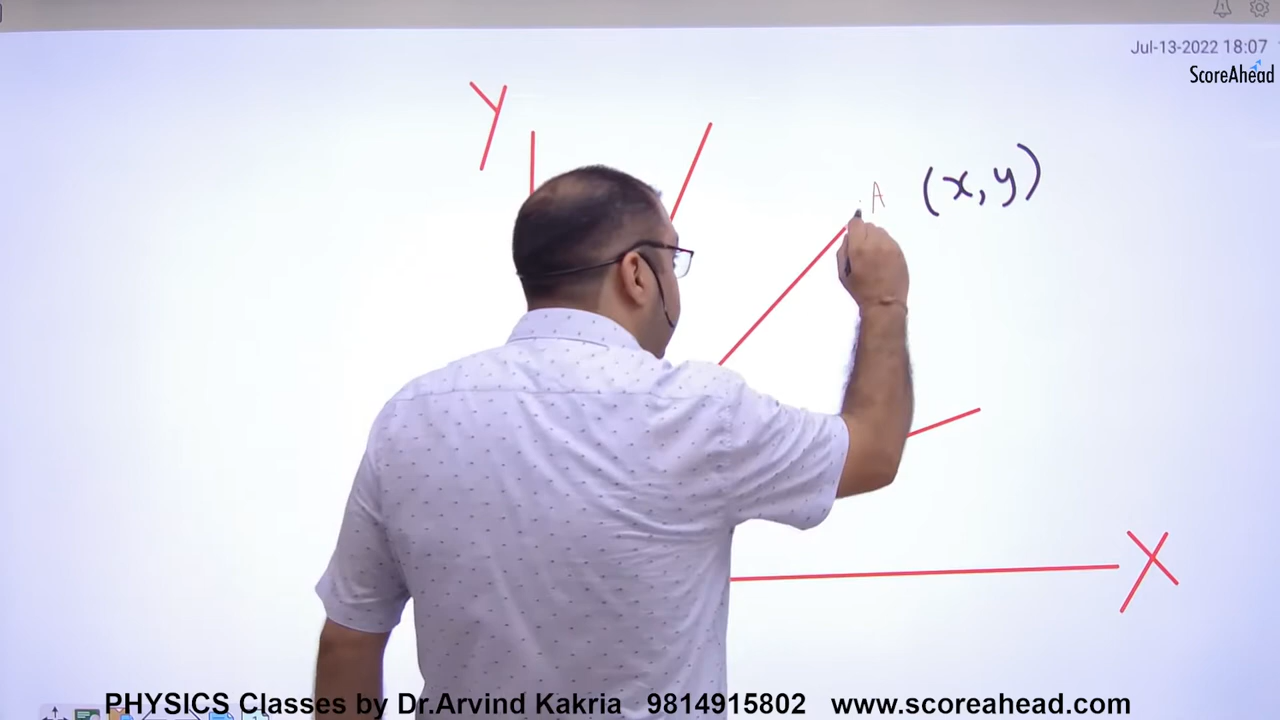 Jul-13-2022 18:07
ScoreAhead
Y
A (x,y)
X
PHYSICS Classes by Dr.Arvind Kakria 9814915802 www.scoreahead.com